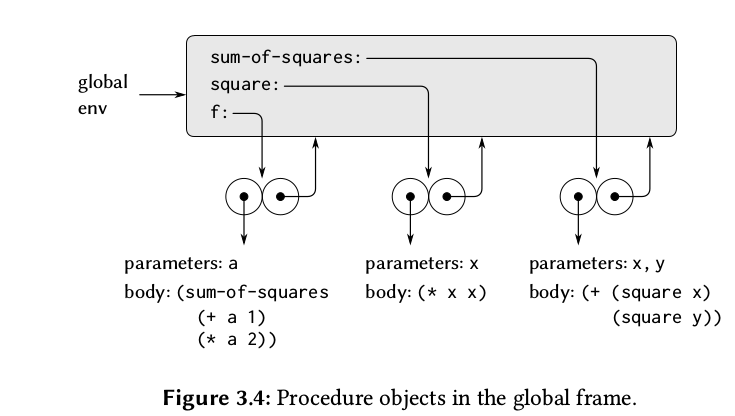 sum-of-squares:
global
env
square:
f:
parameters: a
body: (sum-of-squares
(+ a 1)
(* a 2))
parameters: x
body: (* x x)
parameters: x, y
body: (+ (square x)
(square y))
Figure 3.4: Procedure objects in the global frame.